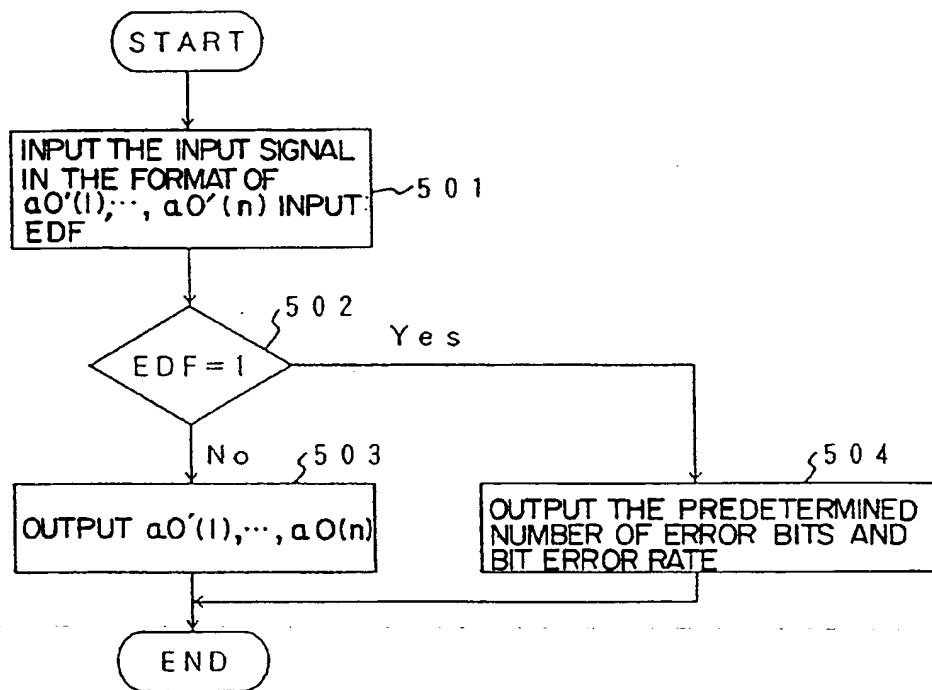 START
INPUT THE INPUT SIGNAL
IN THE FORMAT OF
aO'(1),···, aO'(n) INPUT
EDF
501
502
EDF=1
Yes
No
503
OUTPUT aO'(1),···, aO(n)
504
OUTPUT THE PREDETERMINED
NUMBER OF ERROR BITS AND
BIT ERROR RATE
END